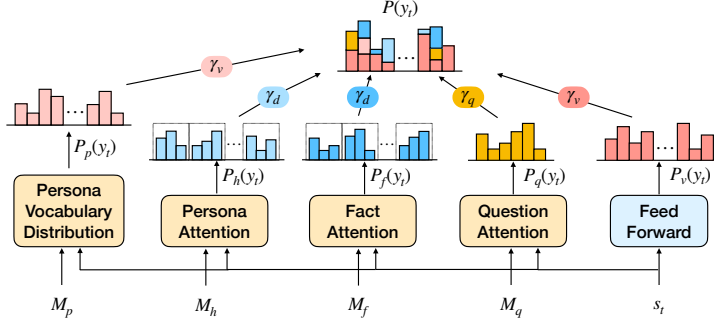 P(y_t)
γ_v
γ_d
γ_d
γ_q
γ_v
...
...
...
...
...
...
P_p(y_t)
P_h(y_t)
P_f(y_t)
P_q(y_t)
P_v(y_t)
Persona
Vocabulary
Distribution
Persona
Attention
Fact
Attention
Question
Attention
Feed
Forward
M_p
M_h
M_f
M_q
s_t